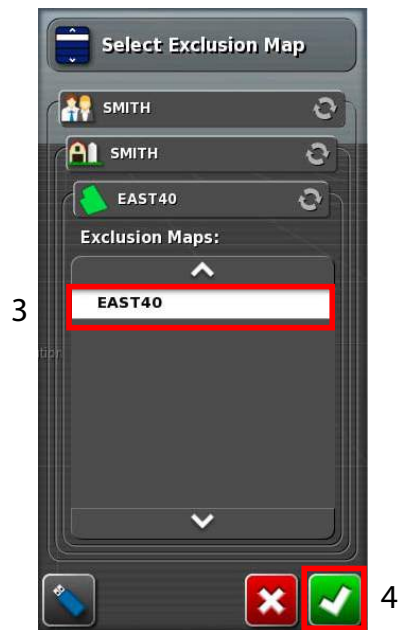 Select Exclusion Map
SMITH
SMITH
EAST40
Exclusion Maps:
EAST40
3
4